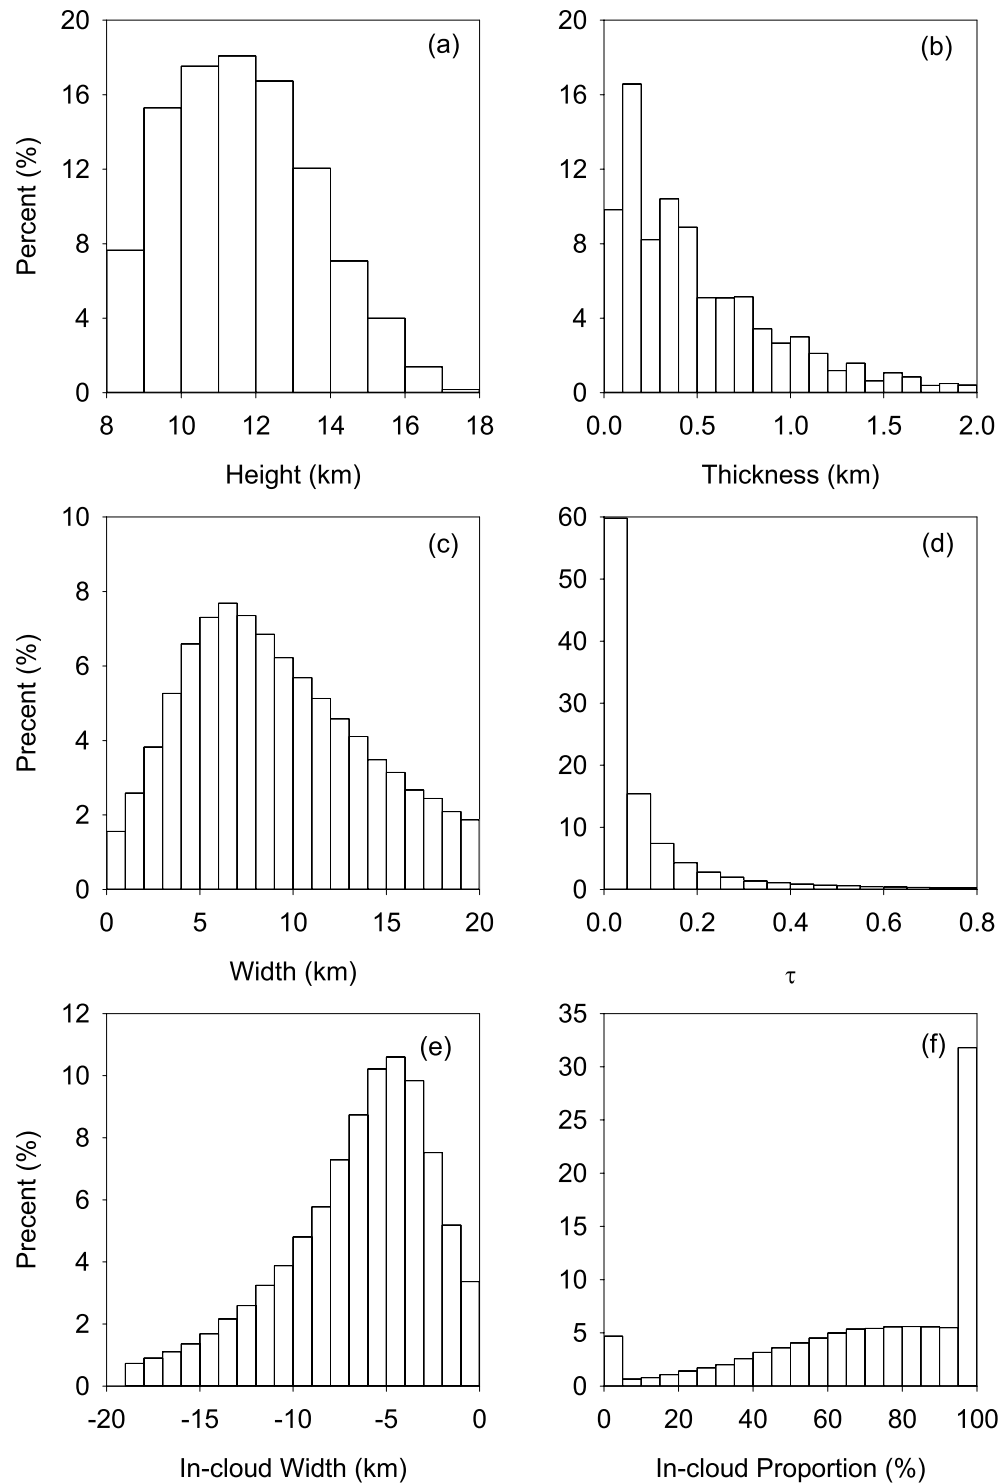 20
16
12
8
4
0
Percent (%)
(a)
8 10 12 14 16 18
Height (km)
20
16
12
8
4
0
(b)
0.0 0.5 1.0 1.5 2.0
Thickness (km)
10
8
6
4
2
0
Precent (%)
(c)
0 5 10 15 20
Width (km)
60
50
40
30
20
10
0
(d)
0.0 0.2 0.4 0.6 0.8
τ
12
10
8
6
4
2
0
Precent (%)
(e)
-20 -15 -10 -5 0
In-cloud Width (km)
35
30
25
20
15
10
5
0
(f)
0 20 40 60 80 100
In-cloud Proportion (%)